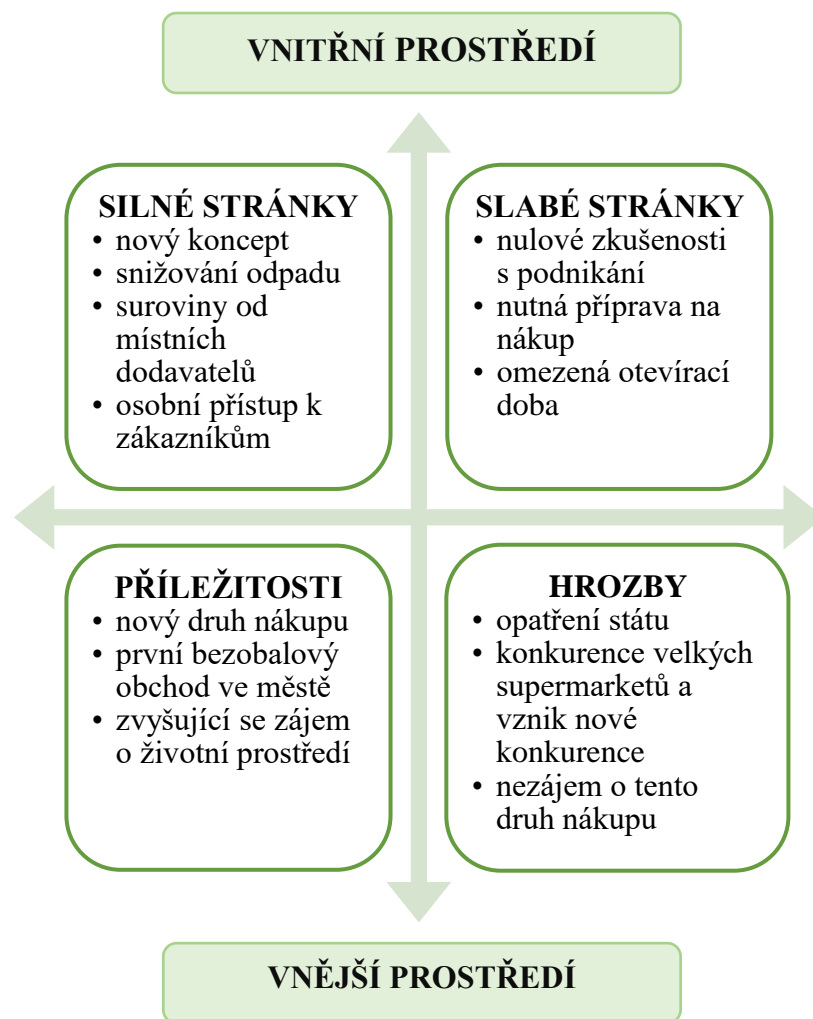 VNITŘNÍ PROSTŘEDÍ
SILNÉ STRÁNKY
• nový koncept
• snižování odpadu
• suroviny od
místních
dodavatelů
• osobní přístup k
zákazníkům
SLABÉ STRÁNKY
• nulové zkušenosti
s podnikání
• nutná příprava na
nákup
• omezená otevírací
doba
PŘÍLEŽITOSTI
• nový druh nákupu
• první bezobalový
obchod ve městě
• zvyšující se zájem
o životní prostředí
HROZBY
• opatření státu
• konkurence velkých
supermarketů a
vznik nové
konkurence
• nezájem o tento
druh nákupu
VNĚJŠÍ PROSTŘEDÍ